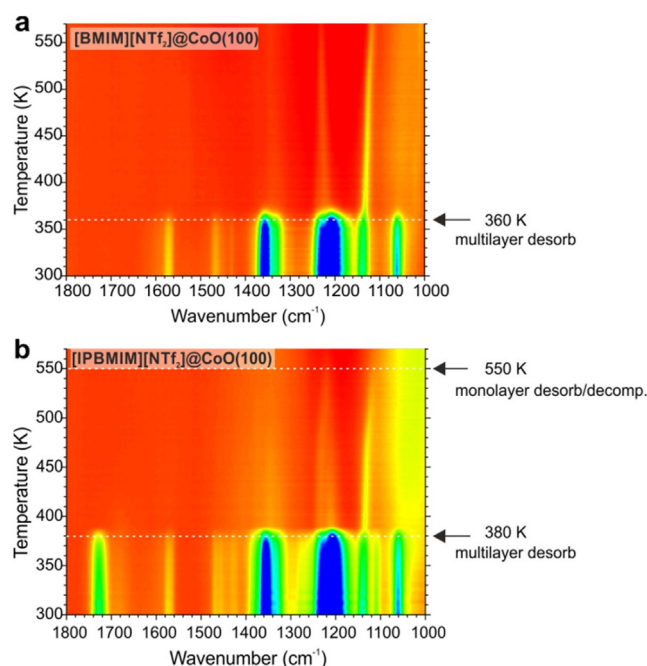 a
[BMIM][NTf₂]@CoO(100)
550
500
450
400
350
300
Temperature (K)
1800 1700 1600 1500 1400 1300 1200 1100 1000
Wavenumber (cm⁻¹)
360 K
multilayer desorb
b
[IPBMIM][NTf₂]@CoO(100)
550
500
450
400
350
300
Temperature (K)
1800 1700 1600 1500 1400 1300 1200 1100 1000
Wavenumber (cm⁻¹)
550 K
monolayer desorb/decomp.
380 K
multilayer desorb